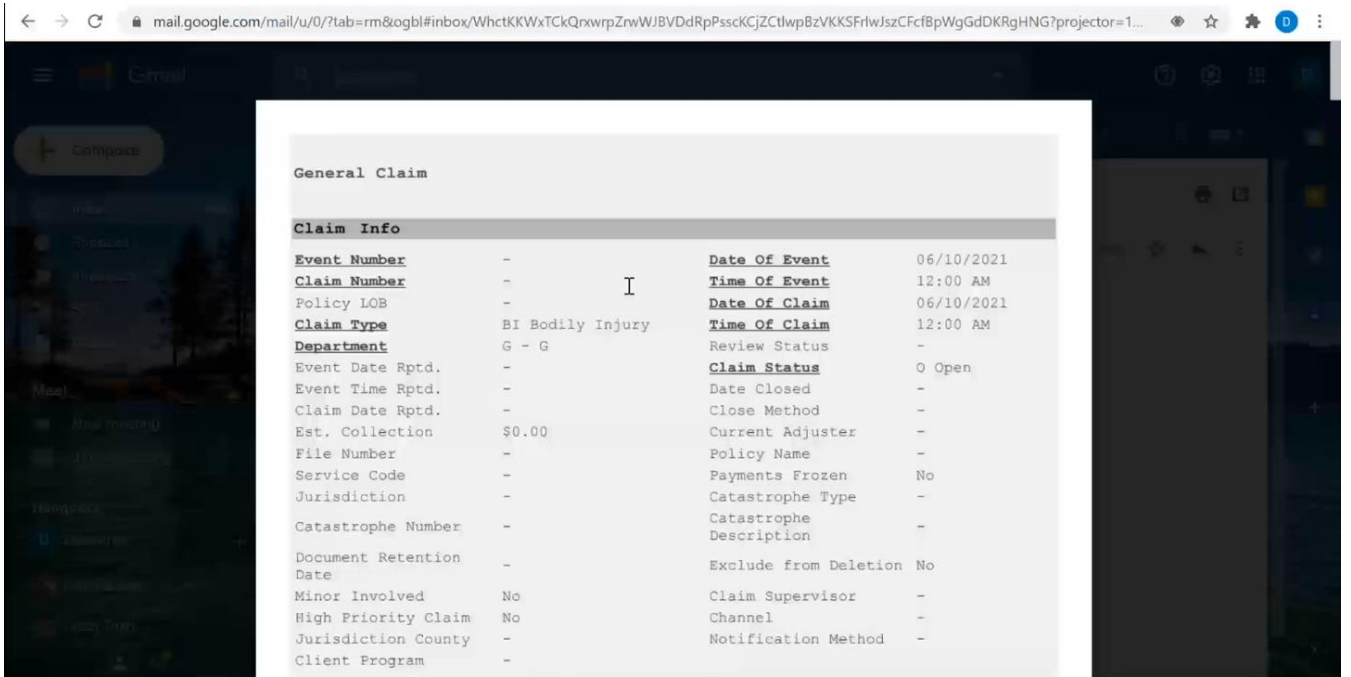 mail.google.com/mail/u/0/?tab=rm&ogbl#inbox/WhctKKWxTCkQrxwrpZrwWJBVDdRpPsscKCjZCtlwpBzVKKSFrlwJszCFcfBpWgGdDKRgHNG?projector=1... D
Gmail
Compose
General Claim
Claim Info
Event Number - Date Of Event 06/10/2021
Claim Number - Time Of Event 12:00 AM
Policy LOB - Date Of Claim 06/10/2021
Claim Type BI Bodily Injury Time Of Claim 12:00 AM
Department G - G Review Status -
Event Date Rptd. - Claim Status O Open
Event Time Rptd. - Date Closed -
Meet
Claim Date Rptd. - Close Method -
New meeting
Est. Collection $0.00 Current Adjuster -
File Number - Policy Name -
Service Code - Payments Frozen No
Jurisdiction - Catastrophe Type -
Hangouts
Catastrophe Number - Catastrophe
Description -
Document Retention
Date - Exclude from Deletion No
Minor Involved No Claim Supervisor -
High Priority Claim No Channel -
Jurisdiction County - Notification Method -
Client Program -